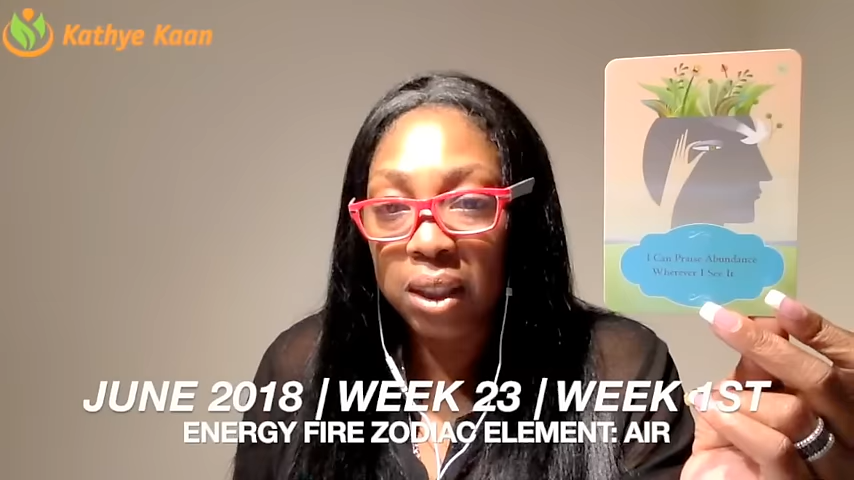 Kathye Kaan
I Can Praise Abundance
Wherever I See It
JUNE 2018 | WEEK 23 | WEEK 1ST
ENERGY FIRE ZODIAC ELEMENT: AIR